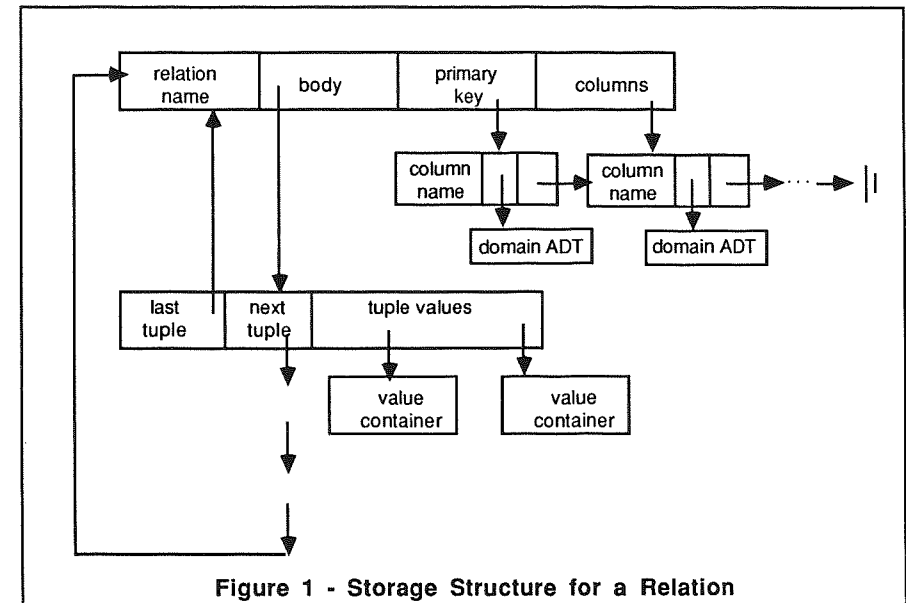 relation
name
body
primary
key
columns
column
name
column
name
domain ADT
domain ADT
last
tuple
next
tuple
tuple values
value
container
value
container
Figure 1 - Storage Structure for a Relation